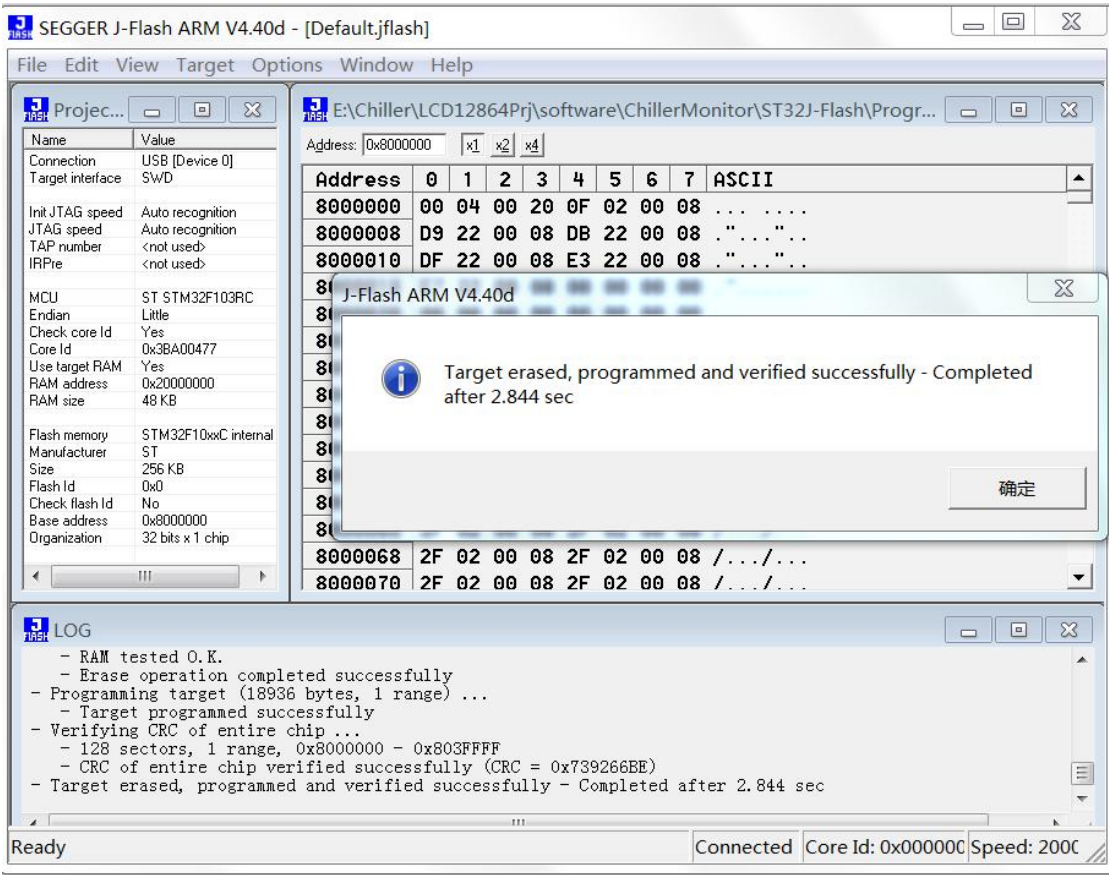 SEGGER J-Flash ARM V4.40d - [Default.jflash]
File Edit View Target Options Window Help
Projec...
Name Value
Connection USB [Device 0]
Target interface SWD
Init JTAG speed Auto recognition
JTAG speed Auto recognition
TAP number <not used>
IRPre <not used>
MCU ST STM32F103RC
Endian Little
Check core Id Yes
Core Id 0x3BA00477
Use target RAM Yes
RAM address 0x20000000
RAM size 48 KB
Flash memory STM32F10xxC internal
Manufacturer ST
Size 256 KB
Flash Id 0x0
Check flash Id No
Base address 0x8000000
Organization 32 bits x 1 chip
E:\Chiller\LCD12864Prj\software\ChillerMonitor\ST32J-Flash\Progr...
Address: 0x8000000 x1 x2 x4
Address 0 1 2 3 4 5 6 7 ASCII
8000000 00 04 00 20 0F 02 00 08 ... ....
8000008 D9 22 00 08 DB 22 00 08 ."..."..
8000010 DF 22 00 08 E3 22 00 08 ."..."..
J-Flash ARM V4.40d
Target erased, programmed and verified successfully - Completed
after 2.844 sec
确定
8000068 2F 02 00 08 2F 02 00 08 /.../...
8000070 2F 02 00 08 2F 02 00 08 /.../...
LOG
- RAM tested O.K.
- Erase operation completed successfully
- Programming target (18936 bytes, 1 range) ...
- Target programmed successfully
- Verifying CRC of entire chip ...
- 128 sectors, 1 range, 0x8000000 - 0x803FFFF
- CRC of entire chip verified successfully (CRC = 0x739266BE)
- Target erased, programmed and verified successfully - Completed after 2.844 sec
Ready Connected Core Id: 0x000000 Speed: 2000